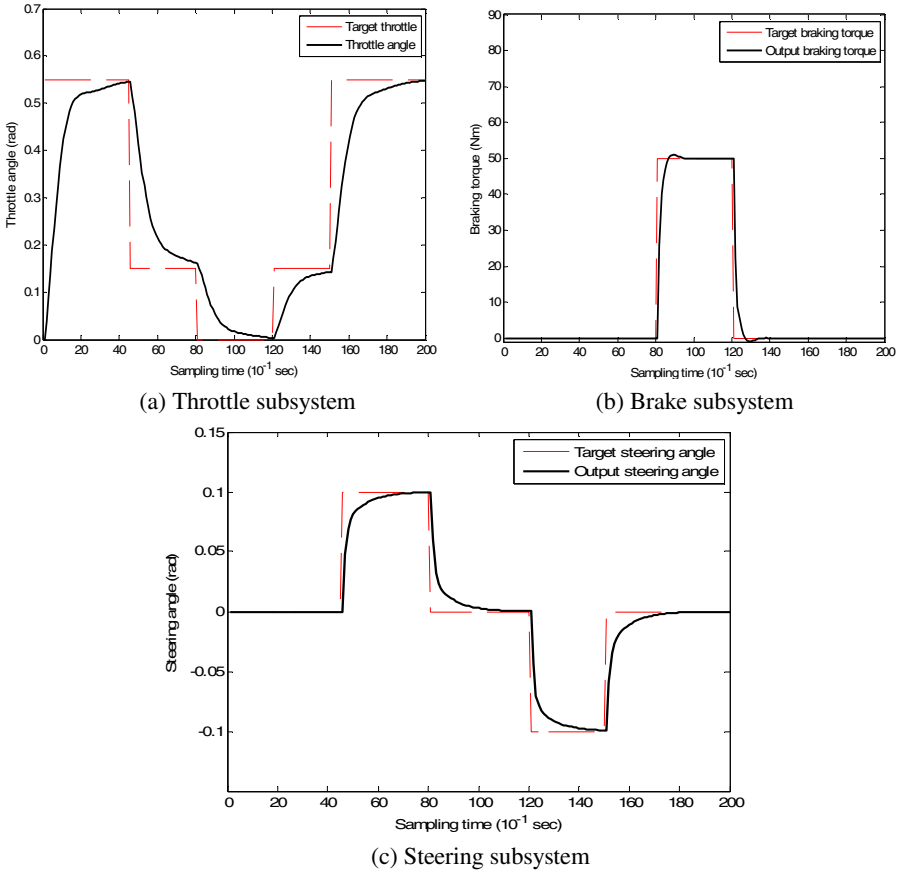 0.7
0.6
0.5
0.4
0.3
0.2
0.1
0
Throttle angle (rad)
Target throttle
Throttle angle
0 20 40 60 80 100 120 140 160 180 200
Sampling time (10-1 sec)
(a) Throttle subsystem
90
80
70
60
50
40
30
20
10
0
Braking torque (Nm)
Target braking torque
Output braking torque
0 20 40 60 80 100 120 140 160 180 200
Sampling time (10-1 sec)
(b) Brake subsystem
0.15
0.1
0.05
0
-0.05
-0.1
Steering angle (rad)
Target steering angle
Output steering angle
0 20 40 60 80 100 120 140 160 180 200
Sampling time (10-1 sec)
(c) Steering subsystem